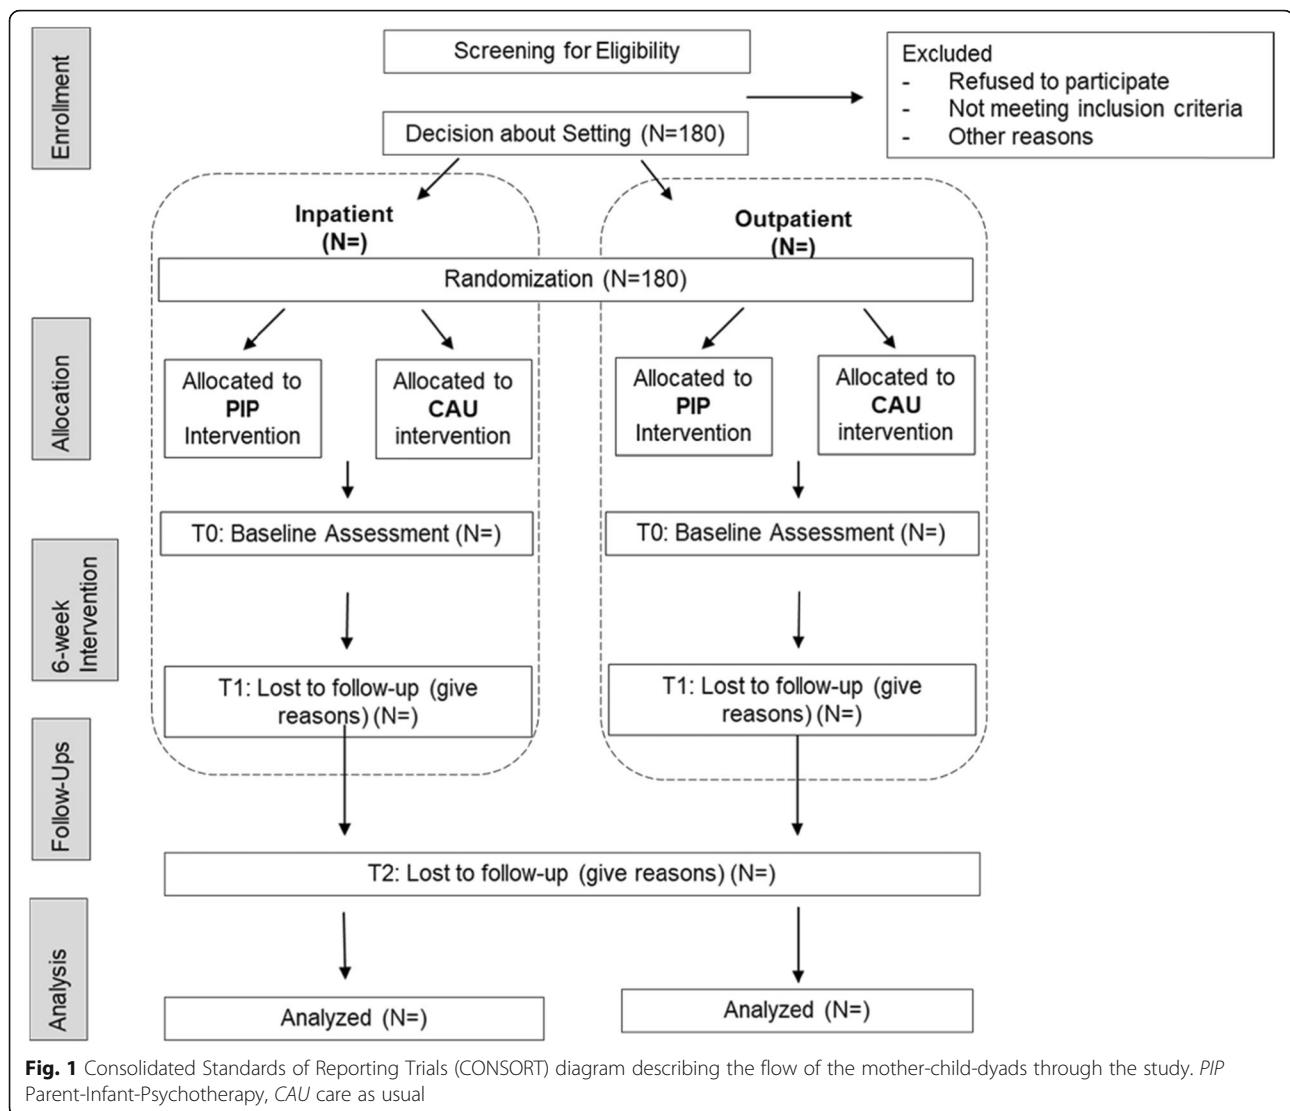 Enrollment
Screening for Eligibility
Excluded
- Refused to participate
- Not meeting inclusion criteria
- Other reasons
Decision about Setting (N=180)
Inpatient
(N=)
Outpatient
(N=)
Randomization (N=180)
Allocation
Allocated to
PIP
Intervention
Allocated to
CAU
intervention
Allocated to
PIP
Intervention
Allocated to
CAU
intervention
T0: Baseline Assessment (N=)
T0: Baseline Assessment (N=)
6-week
Intervention
T1: Lost to follow-up (give
reasons) (N=)
T1: Lost to follow-up (give
reasons) (N=)
Follow-Ups
T2: Lost to follow-up (give reasons) (N=)
Analysis
Analyzed (N=)
Analyzed (N=)
Fig. 1 Consolidated Standards of Reporting Trials (CONSORT) diagram describing the flow of the mother-child-dyads through the study. PIP
Parent-Infant-Psychotherapy, CAU care as usual